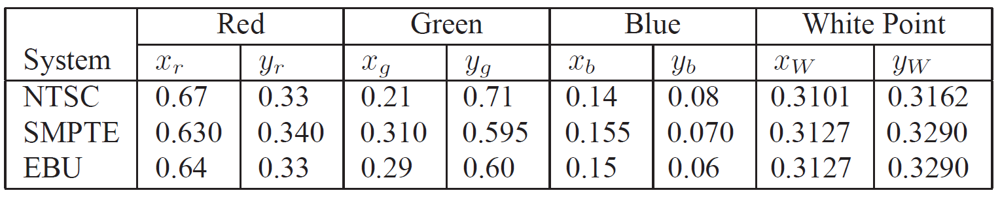 Red Green Blue White Point
System x_r y_r x_g y_g x_b y_b x_W y_W
NTSC 0.67 0.33 0.21 0.71 0.14 0.08 0.3101 0.3162
SMPTE 0.630 0.340 0.310 0.595 0.155 0.070 0.3127 0.3290
EBU 0.64 0.33 0.29 0.60 0.15 0.06 0.3127 0.3290